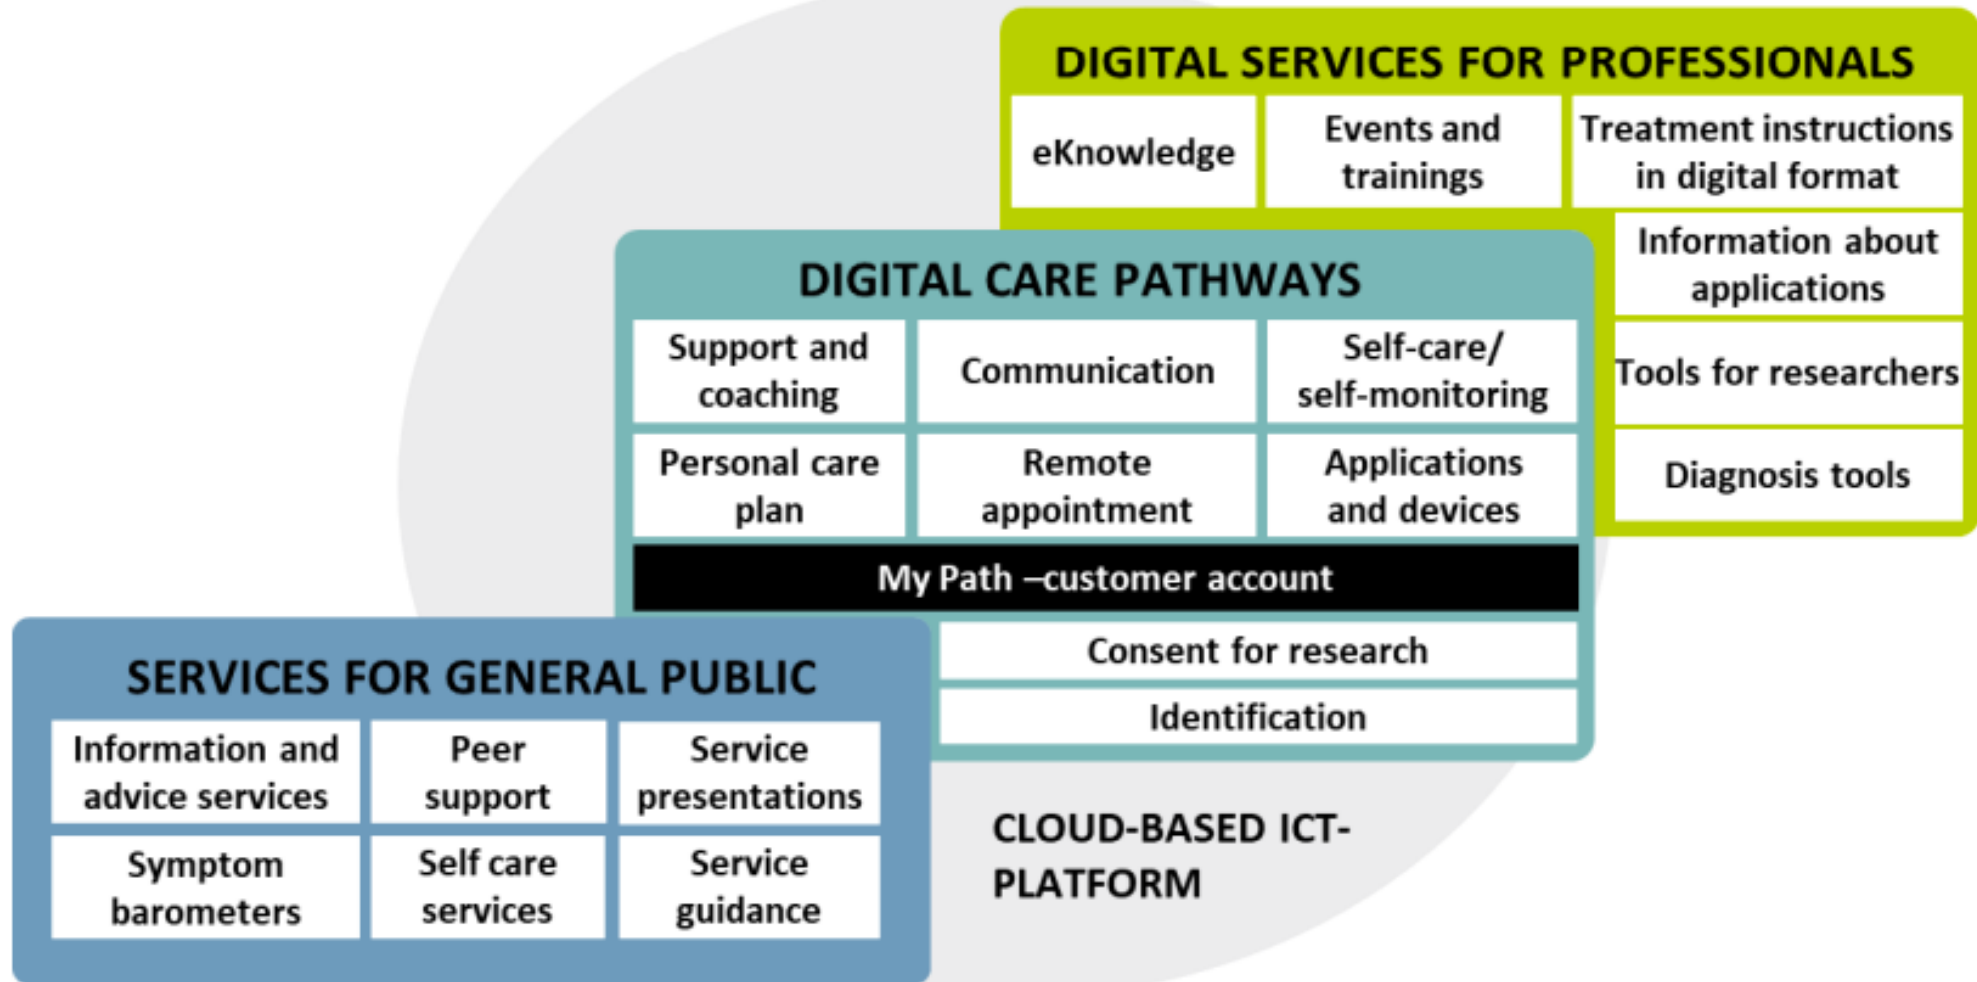 DIGITAL SERVICES FOR PROFESSIONALS
eKnowledge
Events and
trainings
Treatment instructions
in digital format
Information about
applications
Tools for researchers
Diagnosis tools
DIGITAL CARE PATHWAYS
Support and
coaching
Communication
Self-care/
self-monitoring
Personal care
plan
Remote
appointment
Applications
and devices
My Path –customer account
Consent for research
Identification
SERVICES FOR GENERAL PUBLIC
Information and
advice services
Peer
support
Service
presentations
Symptom
barometers
Self care
services
Service
guidance
CLOUD-BASED ICT-
PLATFORM